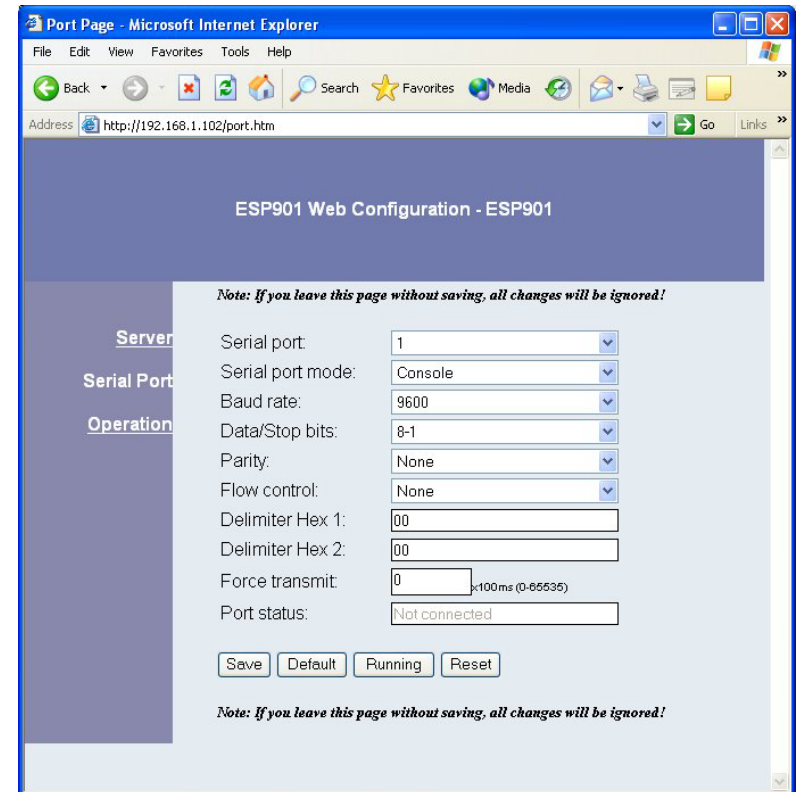 Port Page - Microsoft Internet Explorer
File Edit View Favorites Tools Help
Back Search Favorites Media »
Address http://192.168.1.102/port.htm Go Links »
ESP901 Web Configuration - ESP901
Note: If you leave this page without saving, all changes will be ignored!
Server
Serial Port
Operation
Serial port: 1
Serial port mode: Console
Baud rate: 9600
Data/Stop bits: 8-1
Parity: None
Flow control: None
Delimiter Hex 1: 00
Delimiter Hex 2: 00
Force transmit: 0 x100ms (0-65535)
Port status: Not connected
Save Default Running Reset
Note: If you leave this page without saving, all changes will be ignored!